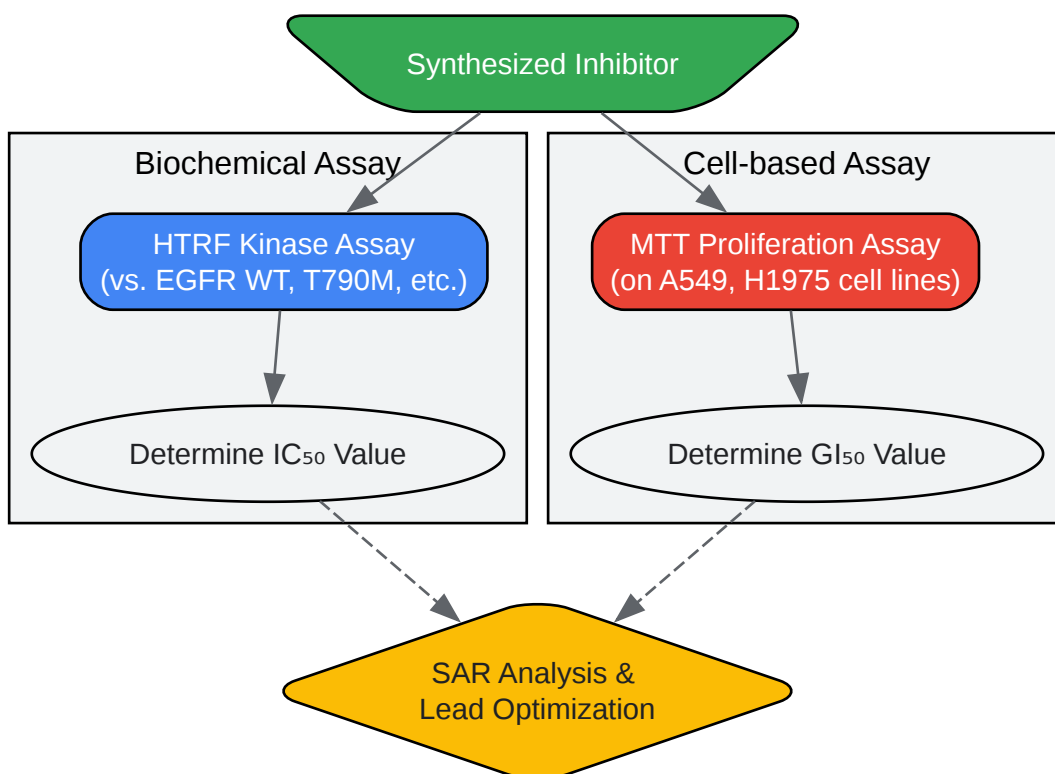 Synthesized Inhibitor
Biochemical Assay
Cell-based Assay
HTRF Kinase Assay
(vs. EGFR WT, T790M, etc.)
MTT Proliferation Assay
(on A549, H1975 cell lines)
Determine IC₅₀ Value
Determine GI₅₀ Value
SAR Analysis &
Lead Optimization